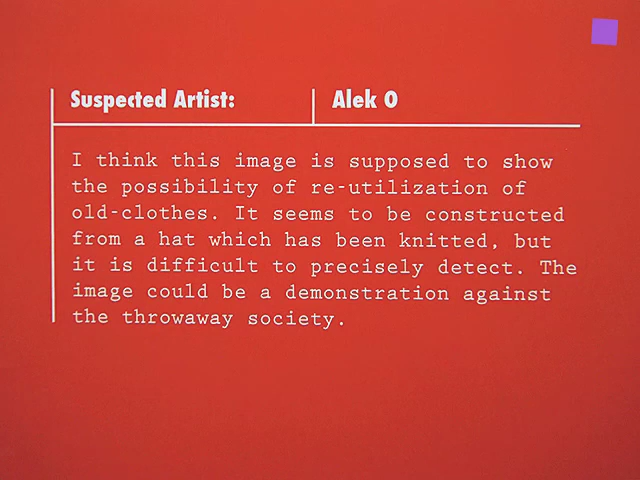 Suspected Artist: Alek O
I think this image is supposed to show
the possibility of re-utilization of
old-clothes. It seems to be constructed
from a hat which has been knitted, but
it is difficult to precisely detect. The
image could be a demonstration against
the throwaway society.